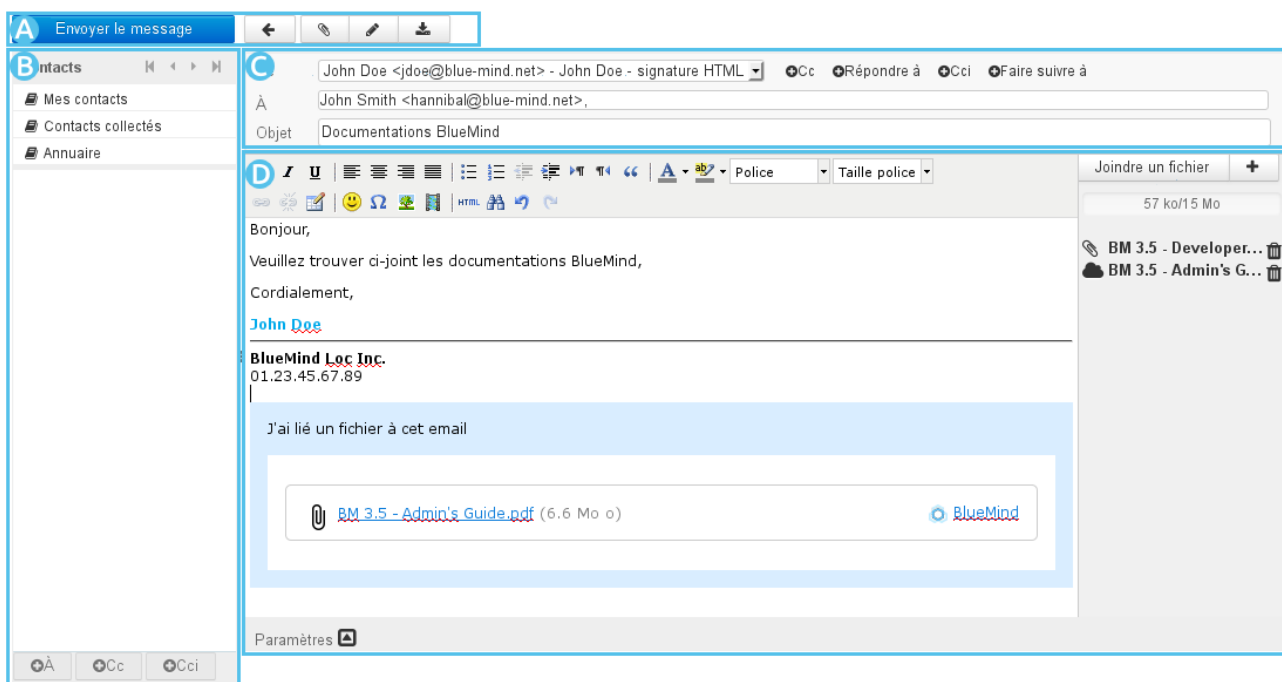 A Envoyer le message
B ntacts
Mes contacts
Contacts collectés
Annuaire
À Cc Cci
C
John Doe <jdoe@blue-mind.net> - John Doe - signature HTML Cc Répondre à Cci Faire suivre à
À John Smith <hannibal@blue-mind.net>,
Objet Documentations BlueMind
D I U A ab Police Taille police
Ω HTML
Bonjour,
Veuillez trouver ci-joint les documentations BlueMind,
Cordialement,
John Doe
BlueMind Loc Inc.
01.23.45.67.89
J'ai lié un fichier à cet email
BM 3.5 - Admin's Guide.pdf (6.6 Mo o) BlueMind
Paramètres
Joindre un fichier +
57 ko/15 Mo
BM 3.5 - Developer...
BM 3.5 - Admin's G...